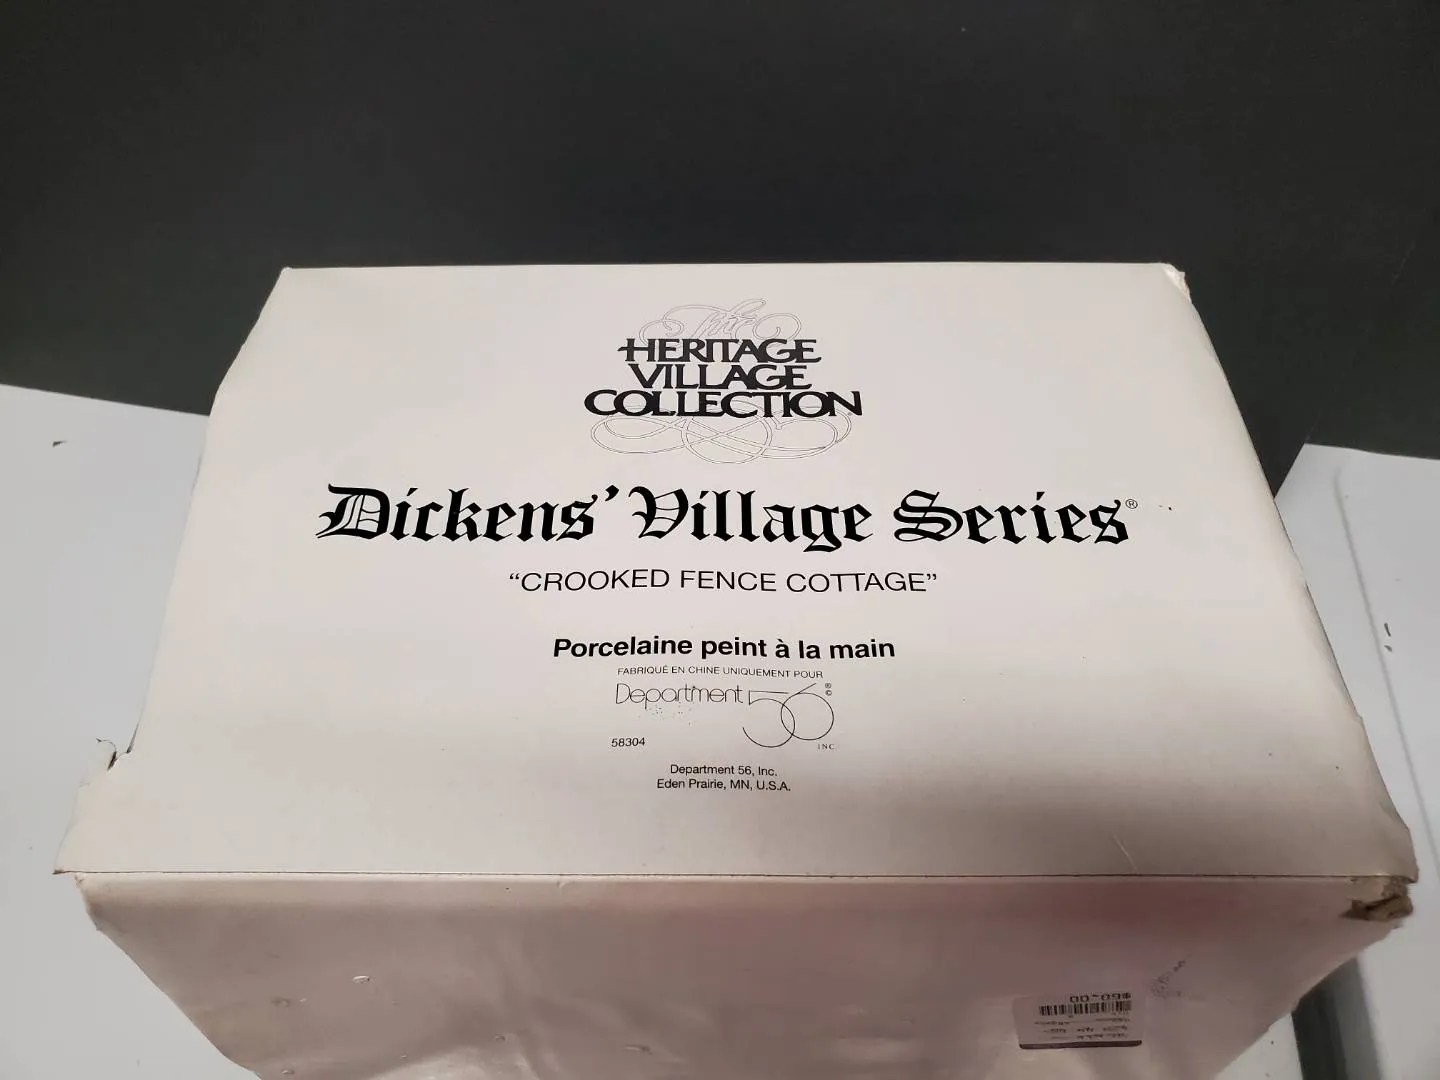 The
HERITAGE
VILLAGE
COLLECTION
Dickens' Village Series®
“CROOKED FENCE COTTAGE”
Porcelaine peint à la main
FABRIQUÉ EN CHINE UNIQUEMENT POUR
Department 56 ® ©
INC.
58304
Department 56, Inc.
Eden Prairie, MN, U.S.A.